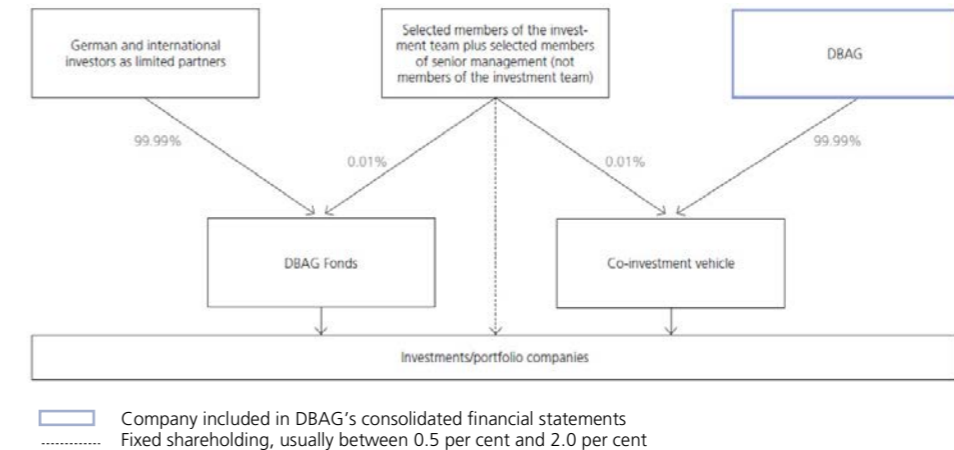 German and international
investors as limited partners
Selected members of the invest-
ment team plus selected members
of senior management (not
members of the investment team)
DBAG
99.99%
0.01%
0.01%
99.99%
DBAG Fonds
Co-investment vehicle
Investments/portfolio companies
Company included in DBAG's consolidated financial statements
Fixed shareholding, usually between 0.5 per cent and 2.0 per cent